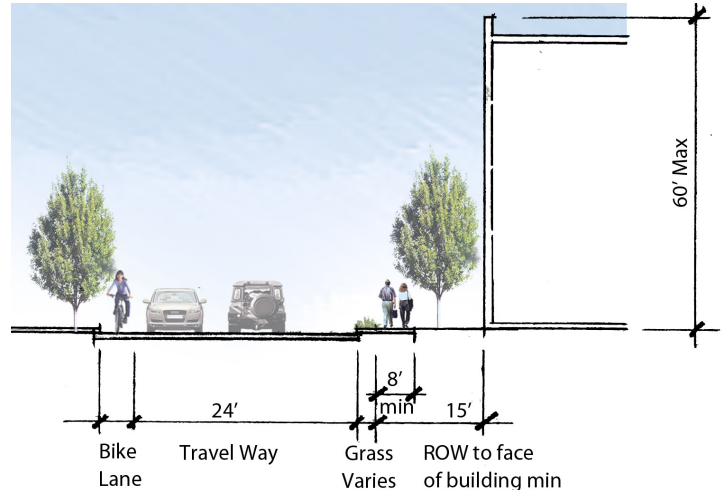 60’ Max
8’
min
24’
15’
Bike
Lane
Travel Way
Grass
Varies
ROW to face
of building min